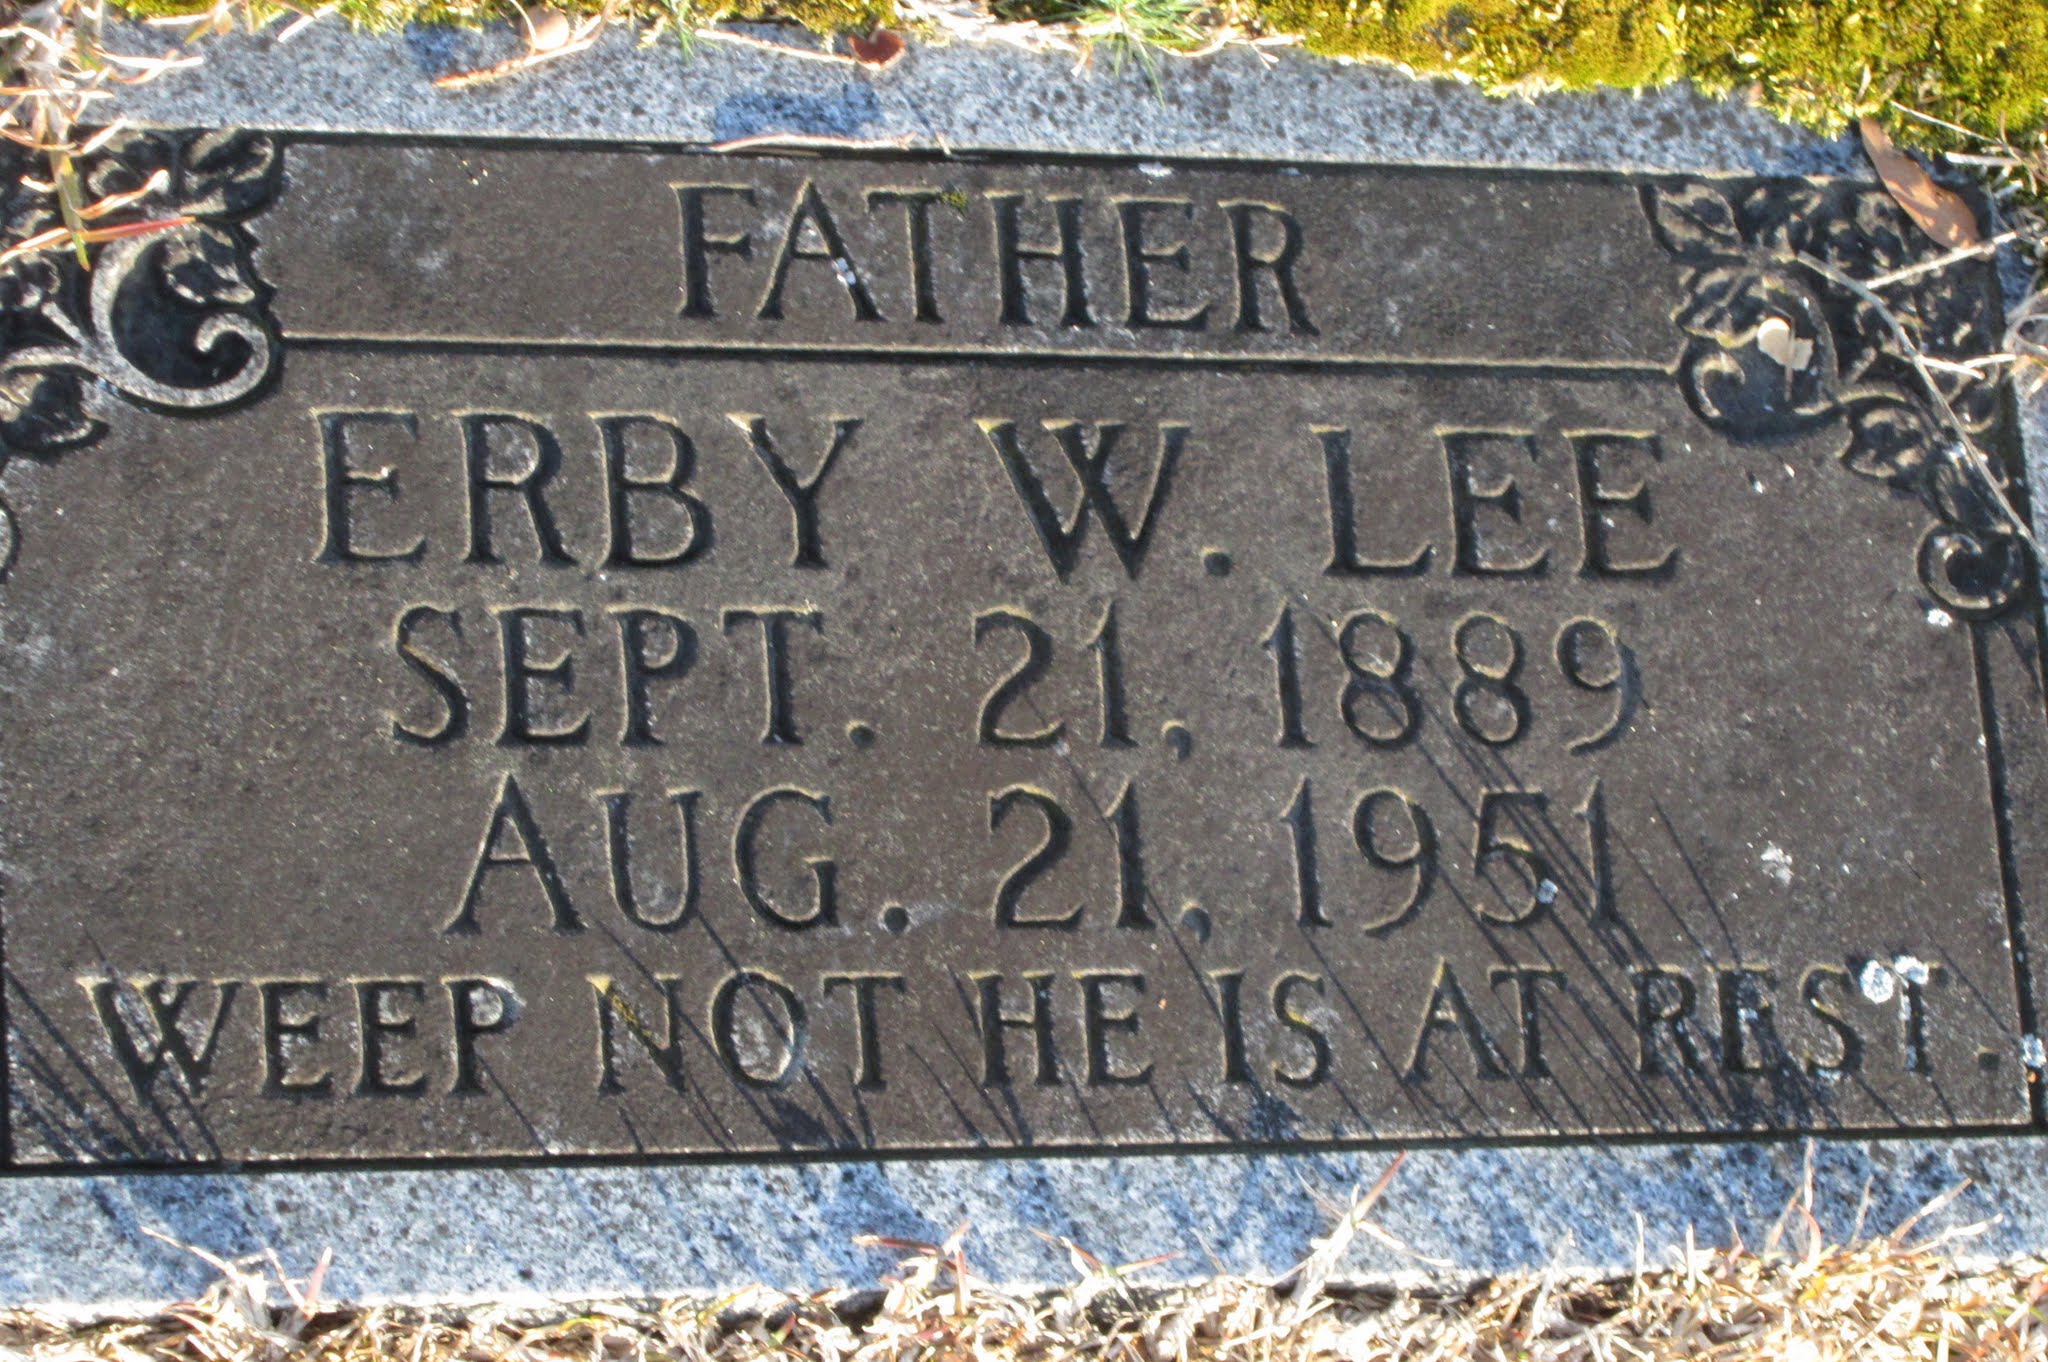 FATHER
ERBY W. LEE
SEPT. 21, 1889
AUG. 21, 1951
WEEP NOT HE IS AT REST.